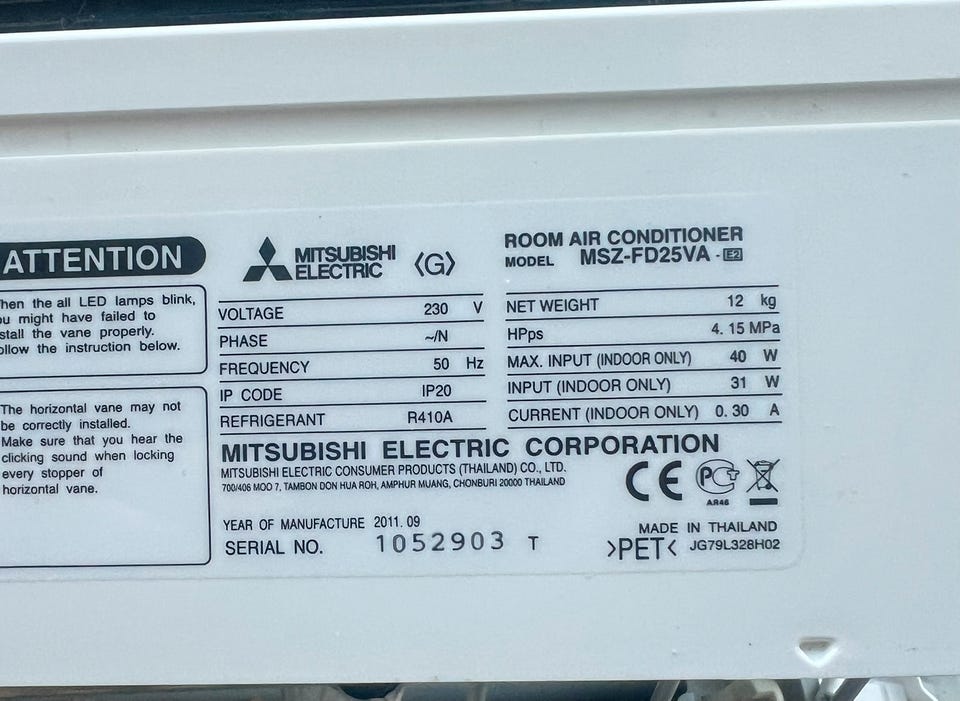 ATTENTION
hen the all LED lamps blink,
ou might have failed to
stall the vane properly.
ollow the instruction below.
The horizontal vane may not
be correctly installed.
Make sure that you hear the
clicking sound when locking
every stopper of
horizontal vane.
MITSUBISHI
ELECTRIC
〈G〉
VOLTAGE 230 V
PHASE ~/N
FREQUENCY 50 Hz
IP CODE IP20
REFRIGERANT R410A
ROOM AIR CONDITIONER
MODEL MSZ-FD25VA - E2
NET WEIGHT 12 kg
HPps 4. 15 MPa
MAX. INPUT (INDOOR ONLY) 40 W
INPUT (INDOOR ONLY) 31 W
CURRENT (INDOOR ONLY) 0. 30 A
MITSUBISHI ELECTRIC CORPORATION
MITSUBISHI ELECTRIC CONSUMER PRODUCTS (THAILAND) CO., LTD.
700/406 MOO 7, TAMBON DON HUA ROH, AMPHUR MUANG, CHONBURI 20000 THAILAND
CE
PCT
AR46
YEAR OF MANUFACTURE 2011. 09
SERIAL NO. 1052903 T
MADE IN THAILAND
>PET< JG79L328H02